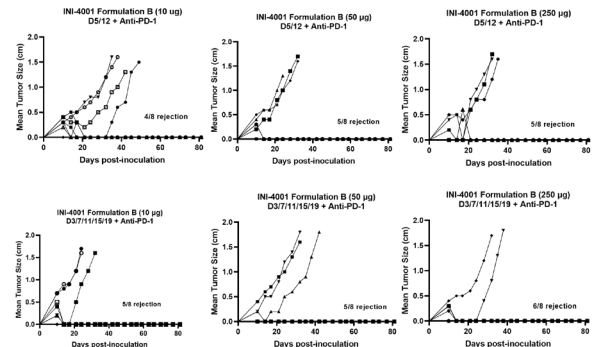 INI-4001 Formulation B (10 ug)
D5/12 + Anti-PD-1
Mean Tumor Size (cm)
2.0
1.5
1.0
0.5
0.0
4/8 rejection
0 20 40 60 80
Days post-inoculation
INI-4001 Formulation B (50 µg)
D5/12 + Anti-PD-1
Mean Tumor Size (cm)
2.0
1.5
1.0
0.5
0.0
5/8 rejection
0 20 40 60 80
Days post-inoculation
INI-4001 Formulation B (250 µg)
D5/12 + Anti-PD-1
Mean Tumor Size (cm)
2.0
1.5
1.0
0.5
0.0
5/8 rejection
0 20 40 60 80
Days post-inoculation
INI-4001 Formulation B (10 µg)
D3/7/11/15/19 + Anti-PD-1
Mean Tumor Size (cm)
2.0
1.5
1.0
0.5
0.0
5/8 rejection
0 20 40 60 80
Days post-inoculation
INI-4001 Formulation B (50 µg)
D3/7/11/15/19 + Anti-PD-1
Mean Tumor Size (cm)
2.0
1.5
1.0
0.5
0.0
5/8 rejection
0 20 40 60 80
Days post-inoculation
INI-4001 Formulation B (250 µg)
D3/7/11/15/19 + Anti-PD-1
Mean Tumor Size (cm)
2.0
1.5
1.0
0.5
0.0
6/8 rejection
0 20 40 60 80
Days post-inoculation